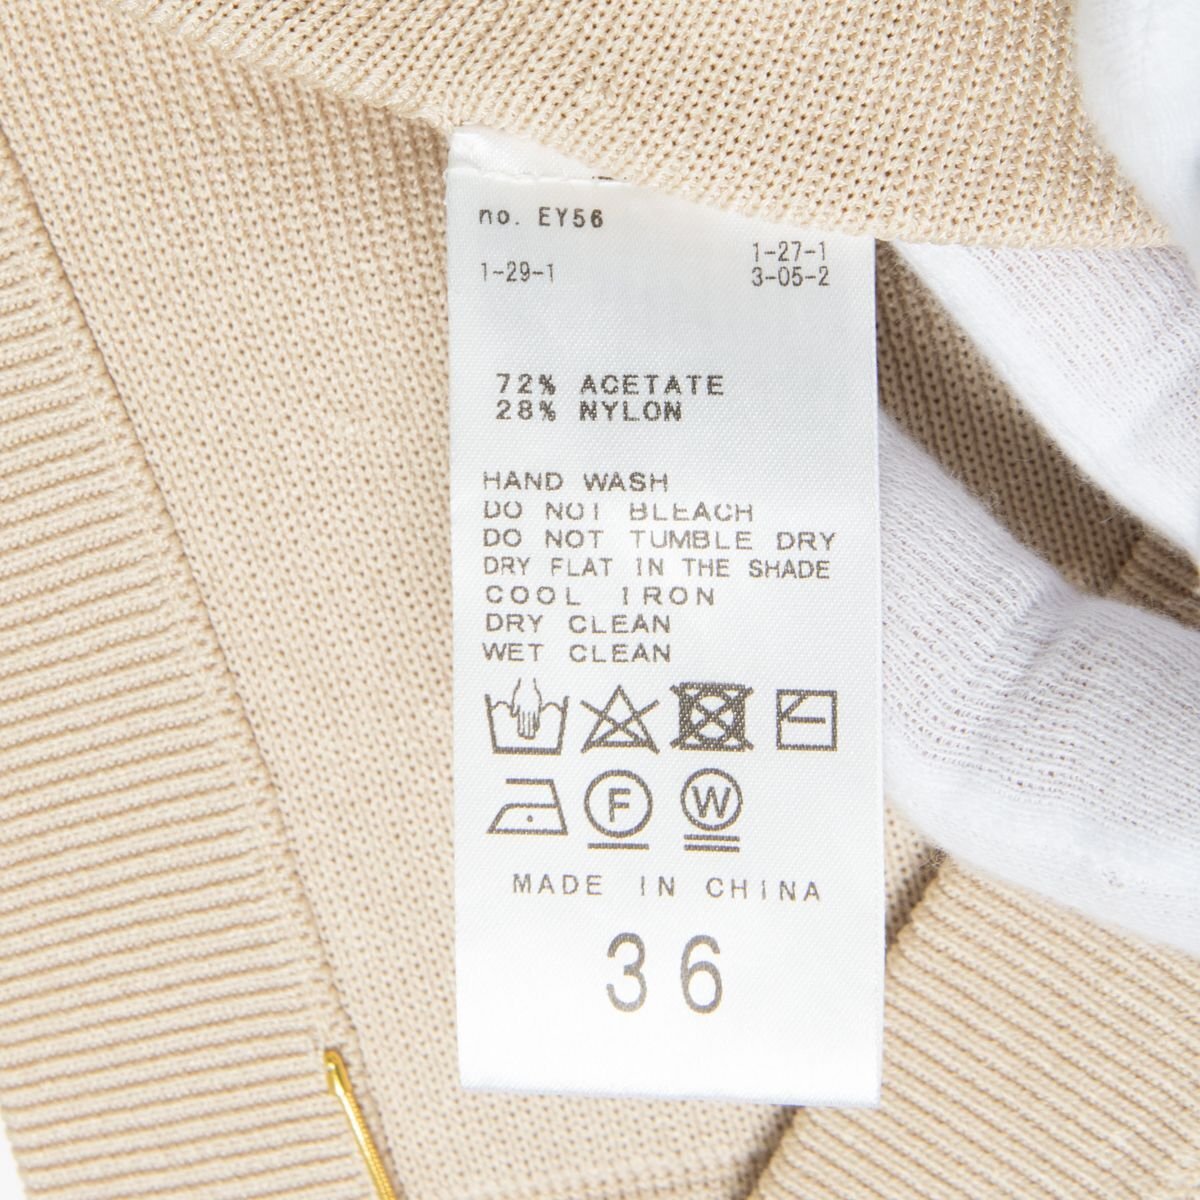 no. EY56
1-27-1
1-29-1 3-05-2
72% ACETATE
28% NYLON
HAND WASH
DO NOT BLEACH
DO NOT TUMBLE DRY
DRY FLAT IN THE SHADE
COOL IRON
DRY CLEAN
WET CLEAN
F W
MADE IN CHINA
36